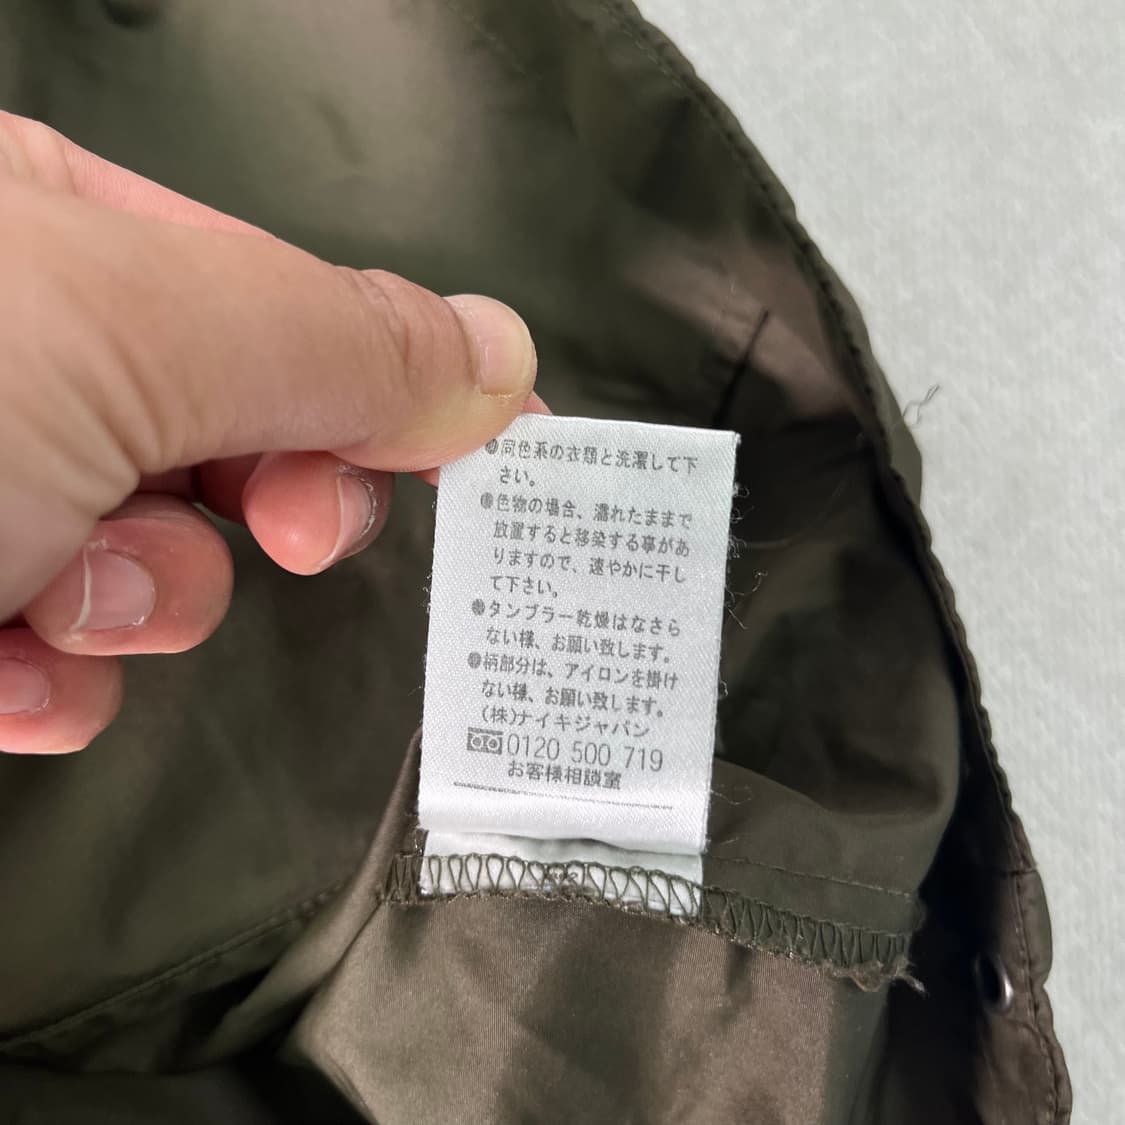 ●同色系の衣類と洗濯して下
さい。
●色物の場合、濡れたままで
放置すると移染する事があ
りますので、速やかに干し
て下さい。
●タンブラー乾燥はなさら
ない様、お願い致します。
●柄部分は、アイロンを掛け
ない様、お願い致します。
(株)ナイキジャパン
0120 500 719
お客様相談室